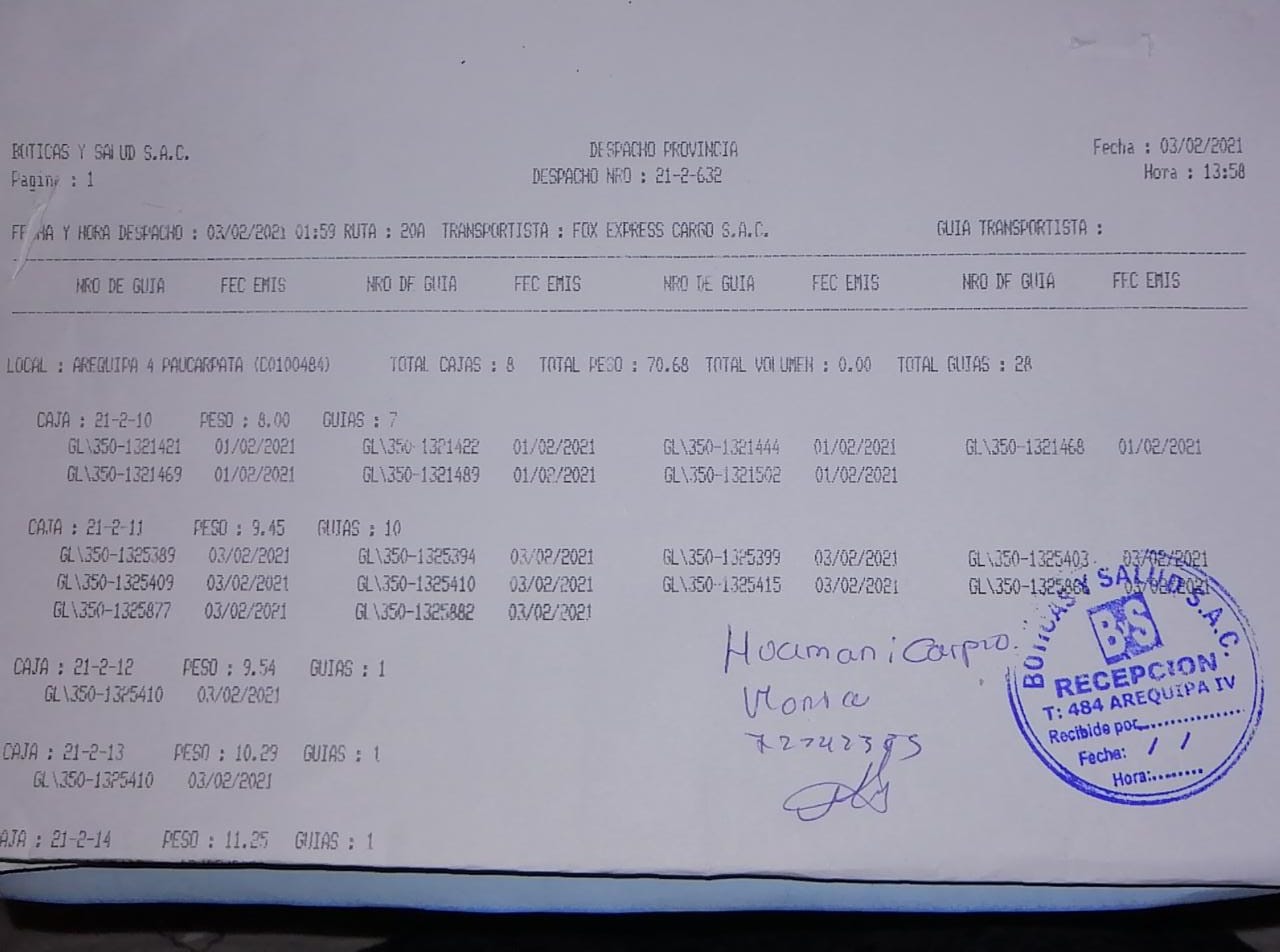 BOTICAS Y SALUD S.A.C. DESPACHO PROVINCIA Fecha : 03/02/2021
Pagina : 1 DESPACHO NRO : 21-2-632 Hora : 13:58
FECHA Y HORA DESPACHO : 03/02/2021 01:59 RUTA : 20A TRANSPORTISTA : FOX EXPRESS CARGO S.A.C. GUIA TRANSPORTISTA :
NRO DE GUIA FEC EMIS NRO DE GUIA FEC EMIS NRO DE GUIA FEC EMIS NRO DE GUIA FEC EMIS
LOCAL : AREQUIPA 4 PAUCARPATA (C0100484) TOTAL CAJAS : 8 TOTAL PESO : 70.68 TOTAL VOLUMEN : 0.00 TOTAL GUIAS : 28
CAJA : 21-2-10 PESO : 8.00 GUIAS : 7
GL\350-1321421 01/02/2021 GL\350-1321422 01/02/2021 GL\350-1321444 01/02/2021 GL\350-1321468 01/02/2021
GL\350-1321469 01/02/2021 GL\350-1321489 01/02/2021 GL\350-1321502 01/02/2021
CAJA : 21-2-11 PESO : 9.45 GUIAS : 10
GL\350-1325389 03/02/2021 GL\350-1325394 03/02/2021 GL\350-1325399 03/02/2021 GL\350-1325403 03/02/2021
GL\350-1325409 03/02/2021 GL\350-1325410 03/02/2021 GL\350-1325415 03/02/2021 03/02/2021
GL\350-1325877 03/02/2021 GL\350-1325882 03/02/2021
CAJA : 21-2-12 PESO : 9.54 GUIAS : 1
GL\350-1325410 03/02/2021
CAJA : 21-2-13 PESO : 10.29 GUIAS : 1
GL\350-1325410 03/02/2021
CAJA : 21-2-14 PESO : 11.25 GUIAS : 1
Huamani Carpio.
BOTICAS Y SALUD S.A.C.
BS
RECEPCION
T: 484 AREQUIPA IV
Recibido por
Fecha: / /
Hora: